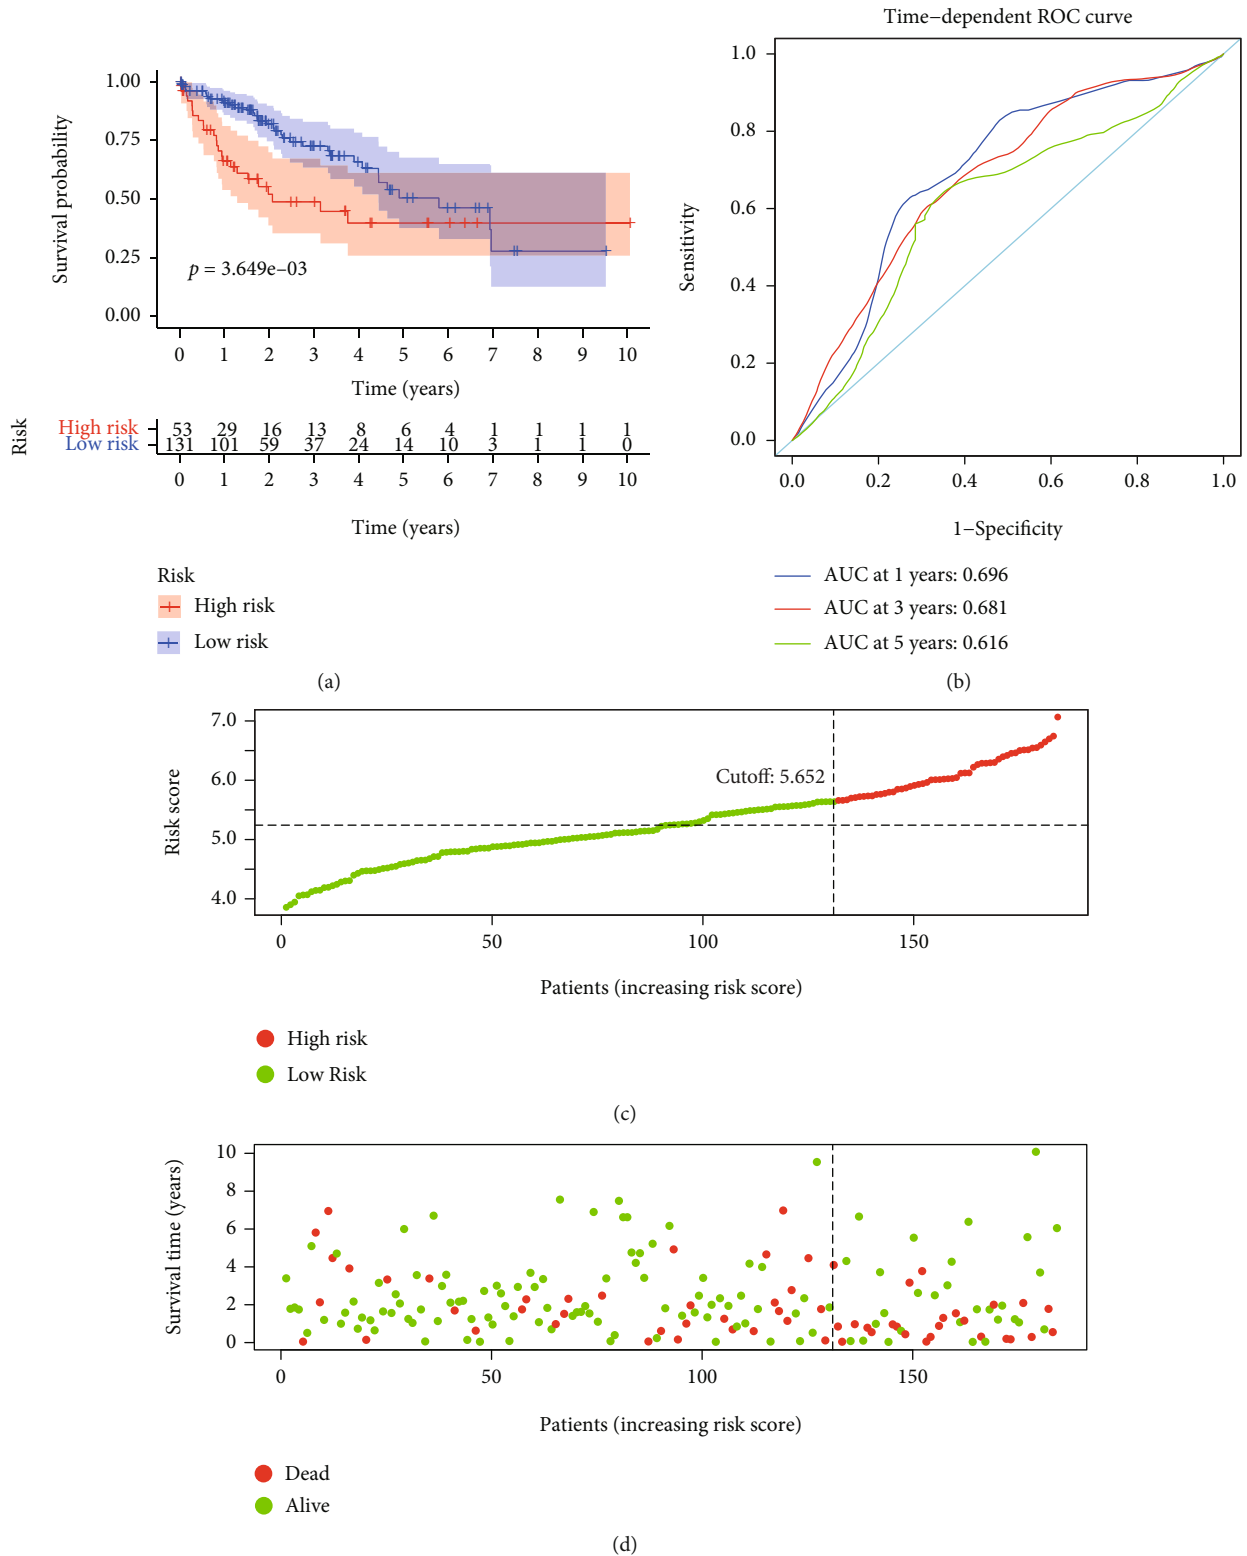 1.00
0.75
0.50
0.25
0.00
Survival probability
p = 3.649e–03
0 1 2 3 4 5 6 7 8 9 10
Time (years)
Risk
High risk 53 29 16 13 8 6 4 1 1 1 1
Low risk 131 101 59 37 24 14 10 3 1 1 0
0 1 2 3 4 5 6 7 8 9 10
Time (years)
Risk
High risk
Low risk
(a)
Time–dependent ROC curve
1.0
0.8
0.6
0.4
0.2
0.0
Sensitivity
0.0 0.2 0.4 0.6 0.8 1.0
1–Specificity
AUC at 1 years: 0.696
AUC at 3 years: 0.681
AUC at 5 years: 0.616
(b)
7.0
6.0
5.0
4.0
Risk score
Cutoff: 5.652
0 50 100 150
Patients (increasing risk score)
High risk
Low Risk
(c)
10
8
6
4
2
0
Survival time (years)
0 50 100 150
Patients (increasing risk score)
Dead
Alive
(d)